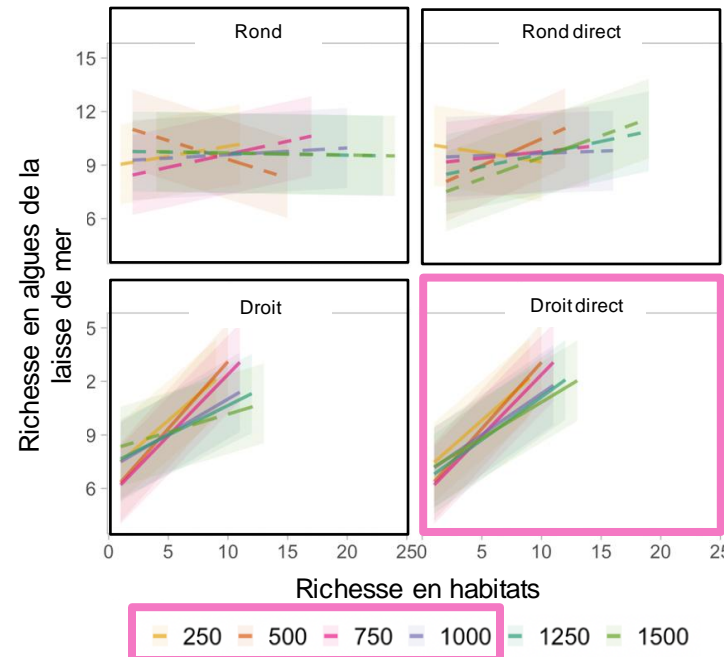 Rond
Rond direct
15
12
9
6
Richesse en algues de la
laisse de mer
Droit
Droit direct
5
2
9
6
0 5 10 15 20 25 5 10 15 20 25
Richesse en habitats
250 500 750 1000 1250 1500